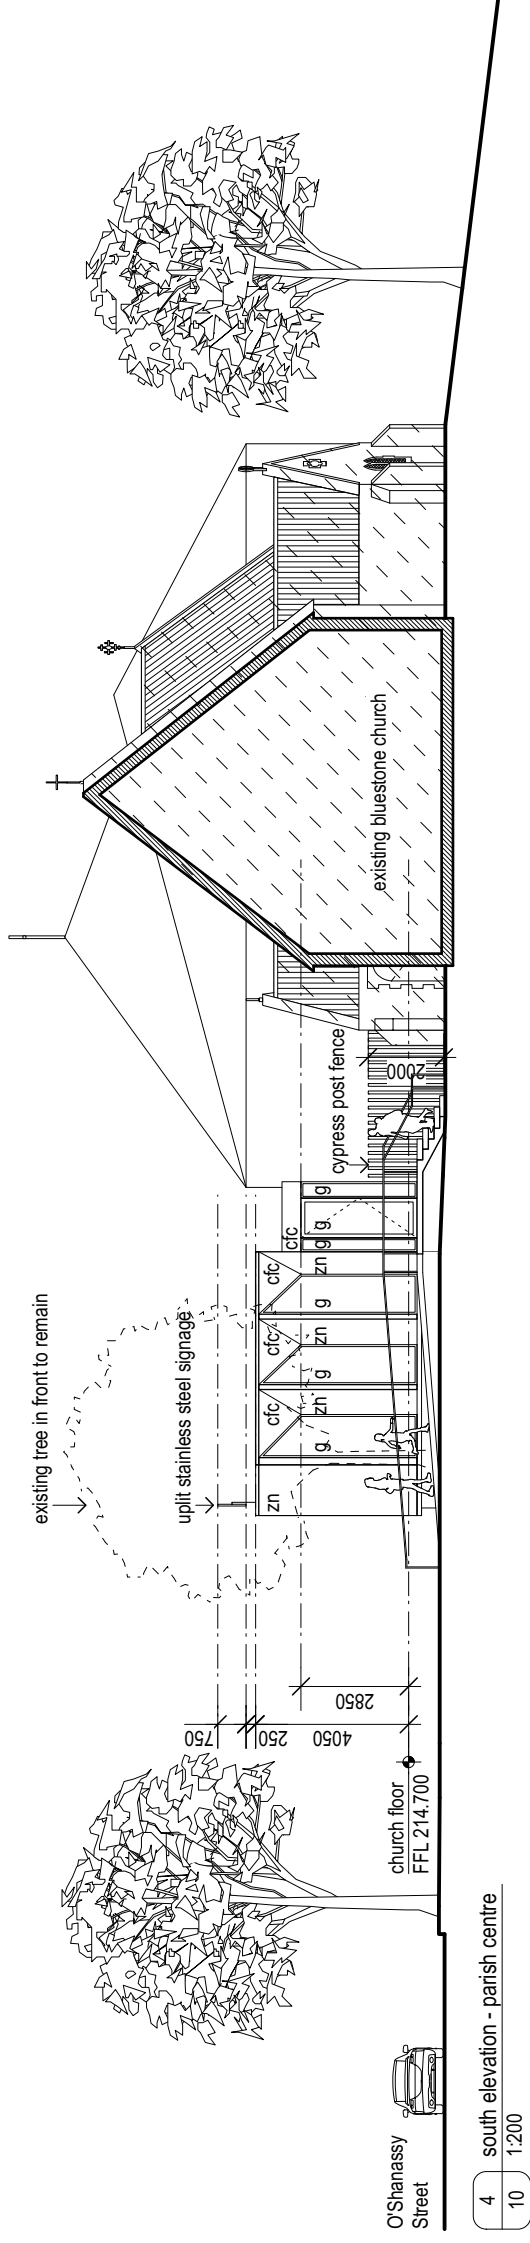 existing tree in front to remain
uplit stainless steel signage
750
250
4050
2850
zn
cfc
cfc
cfc
cfc
g
zh
g
zn
g
zn
g
g
g
cypress post fence
2000
existing bluestone church
church floor
FFL 214.700
O'Shanassy
Street
4
10
south elevation - parish centre
1:200